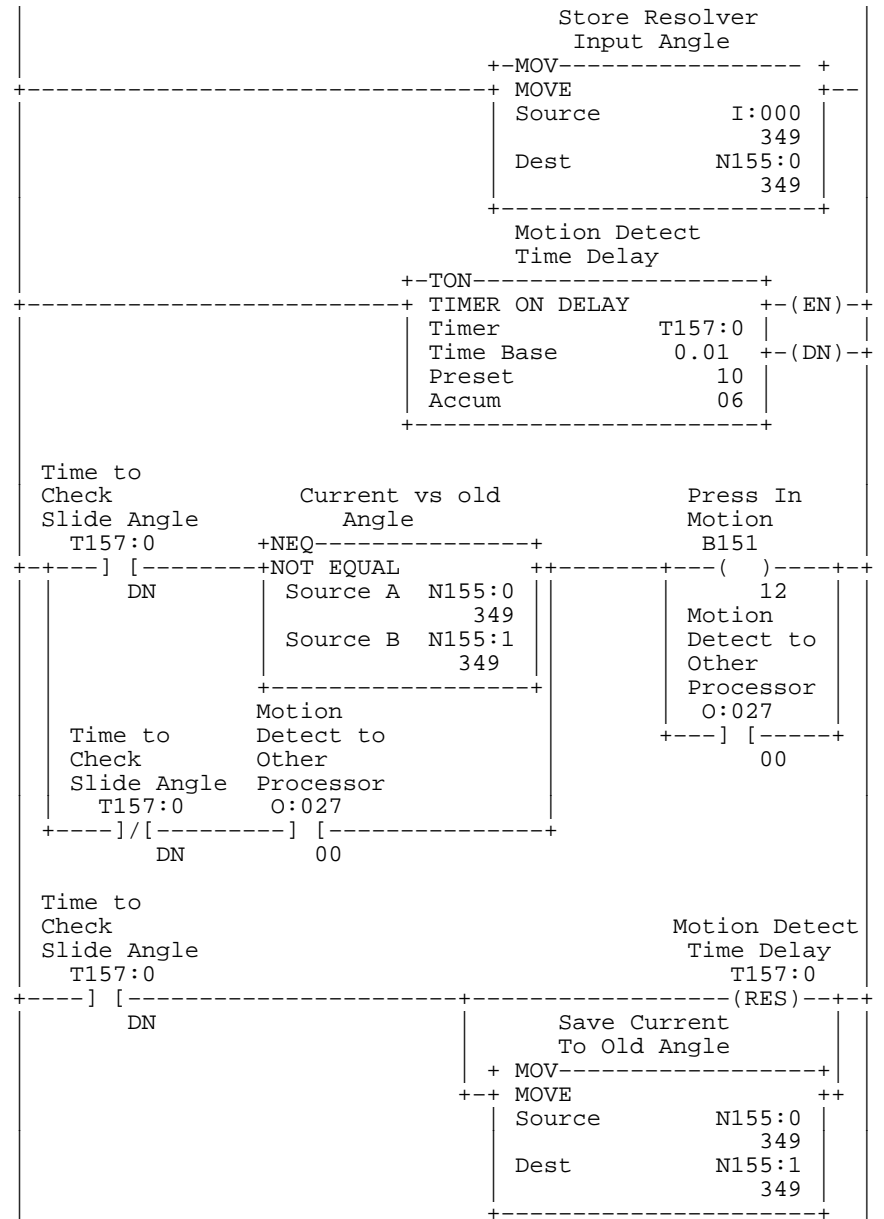 Store Resolver
Input Angle
+-MOV----------------- +
+--------------------------------+ MOVE +--
Source I:000
349
Dest N155:0
349
+----------------------+
Motion Detect
Time Delay
+-TON--------------------+
+--------------------------+ TIMER ON DELAY +-(EN)-+
Timer T157:0
Time Base 0.01 +-(DN)-+
Preset 10
Accum 06
+------------------------+
Time to
Check Current vs old Press In
Slide Angle Angle Motion
T157:0 +NEQ---------------+ B151
+-+---] [--------+NOT EQUAL ++-------+---( )----+-+
DN Source A N155:0 12
349 Motion
Source B N155:1 Detect to
349 Other
+------------------+ Processor
Motion O:027
Time to Detect to +---] [-----+
Check Other 00
Slide Angle Processor
T157:0 O:027
+----]/[---------] [---------------+
DN 00
Time to
Check Motion Detect
Slide Angle Time Delay
T157:0 T157:0
+----] [-----------------------+------------------(RES)--+-+
DN Save Current
To Old Angle
+ MOV------------------+
+-+ MOVE ++
Source N155:0
349
Dest N155:1
349
+----------------------+